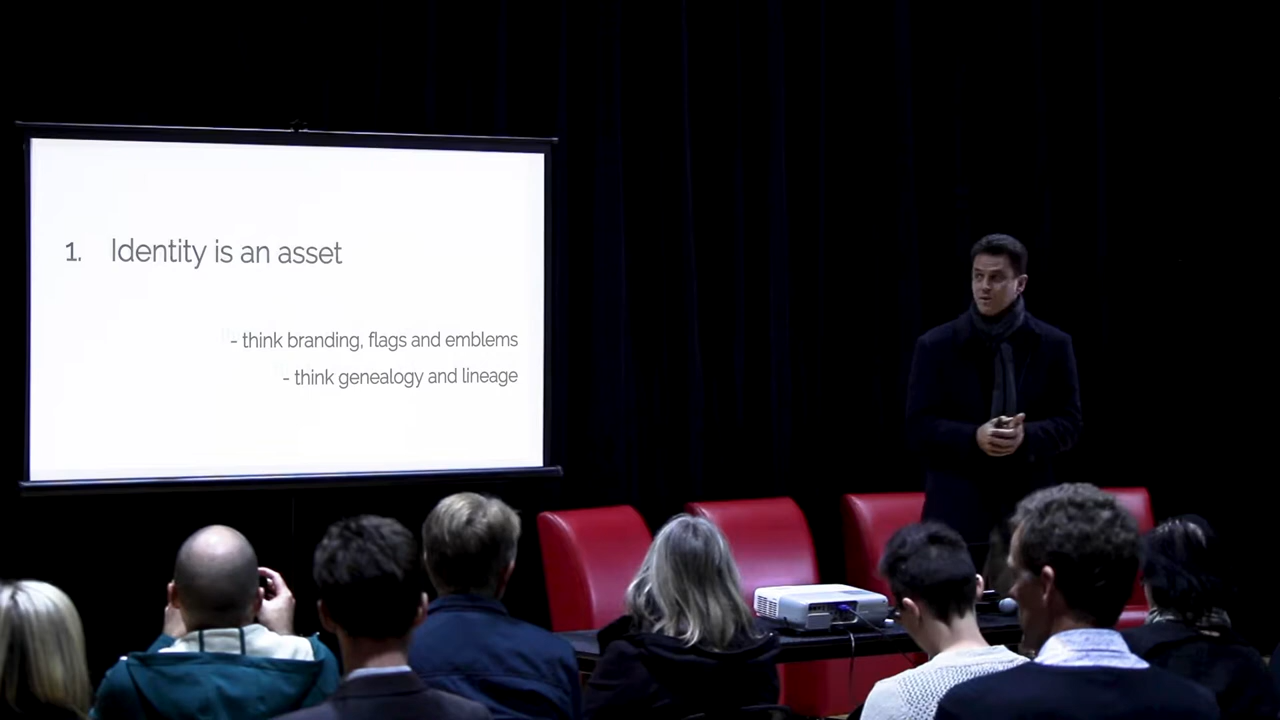 1. Identity is an asset
- think branding, flags and emblems
- think genealogy and lineage